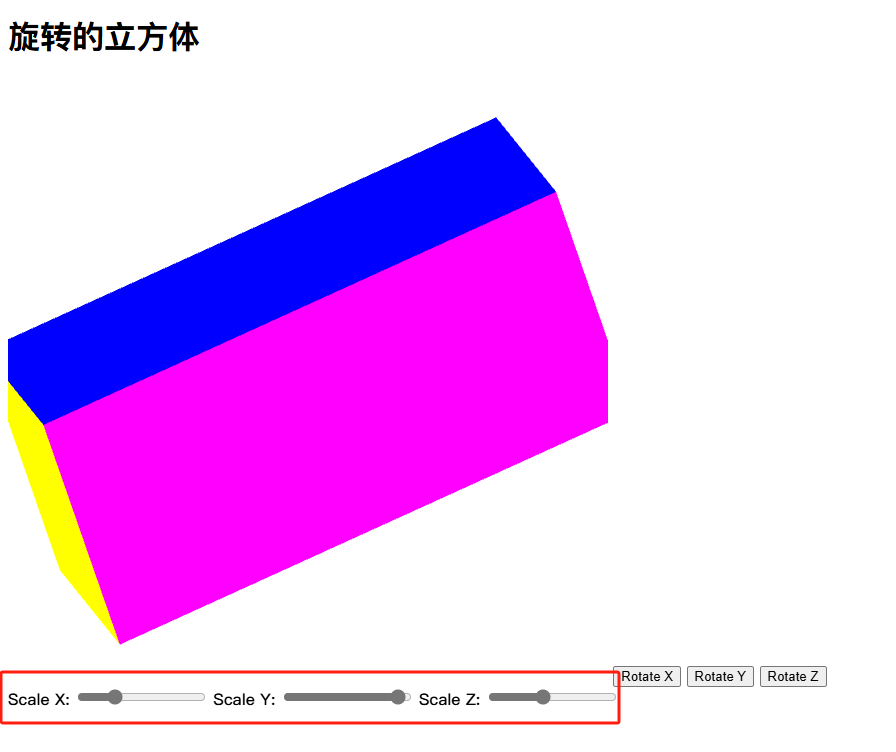 旋转的立方体
Rotate X Rotate Y Rotate Z
Scale X: Scale Y: Scale Z: